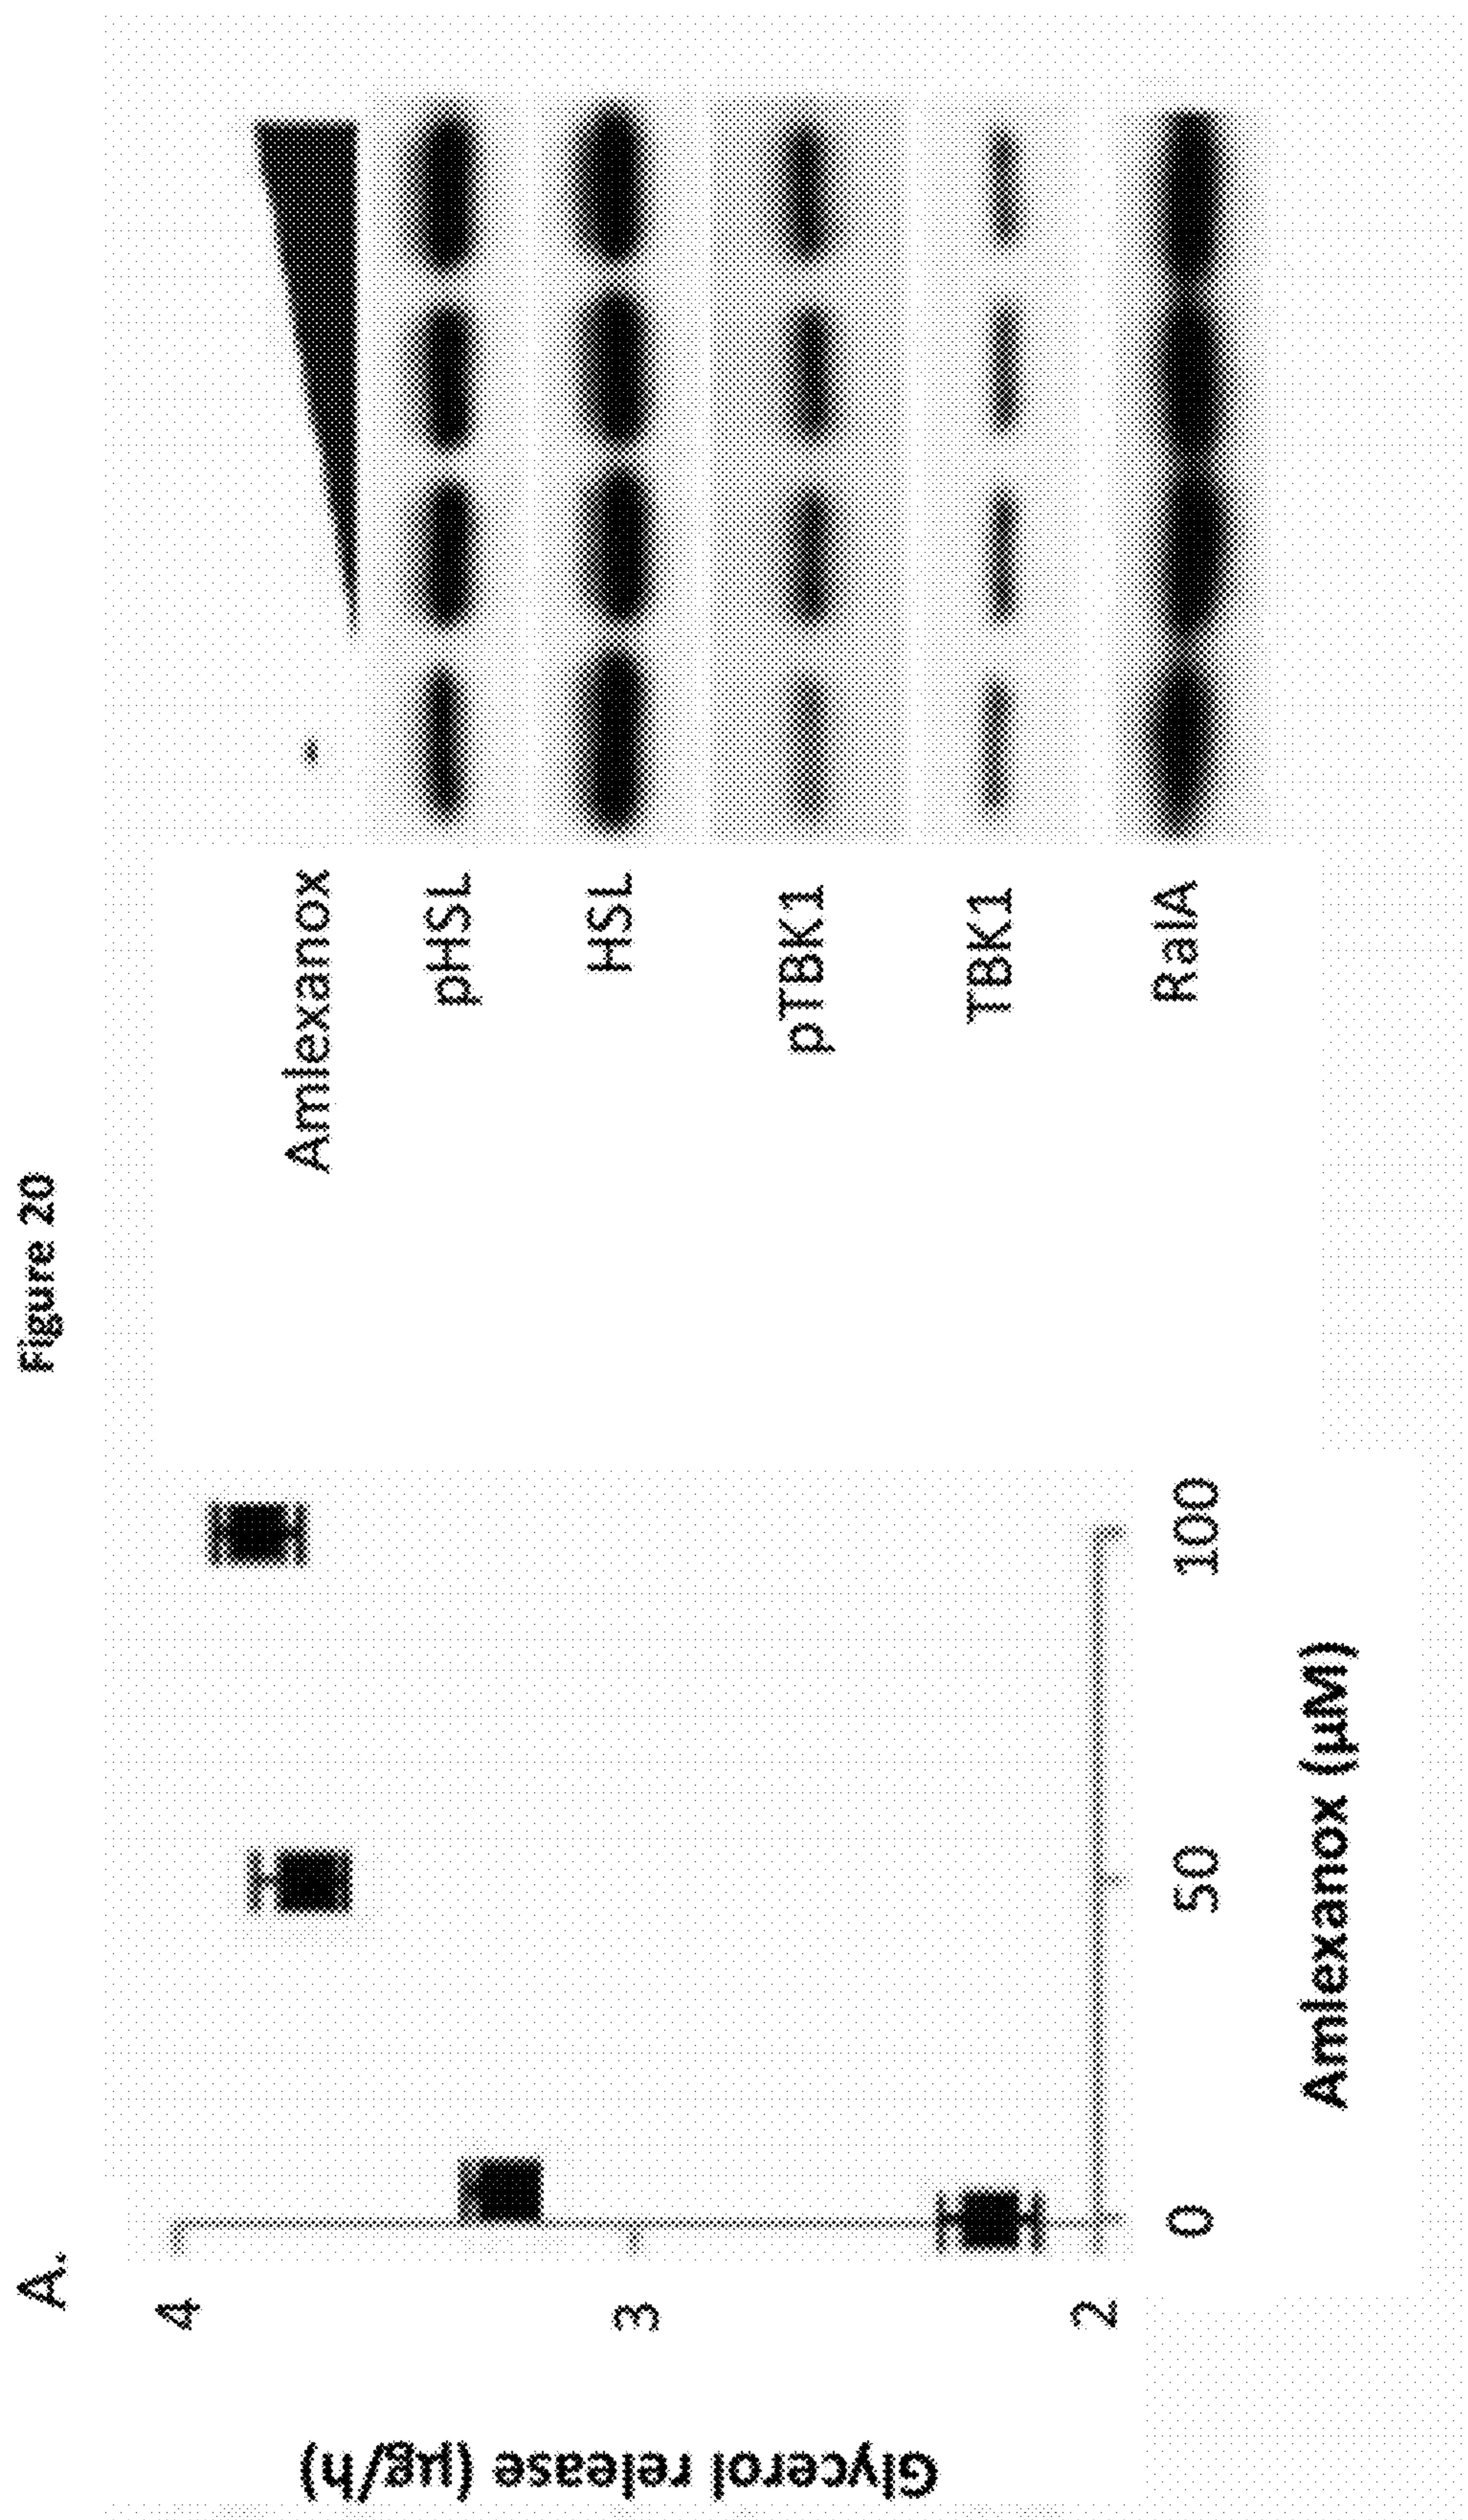 Figure 20
A.
Glycerol release (µg/h)
4
3
2
0
50
100
Amlexanox (µM)
Amlexanox
-
pHSL
HSL
pTBK1
TBK1
RalA